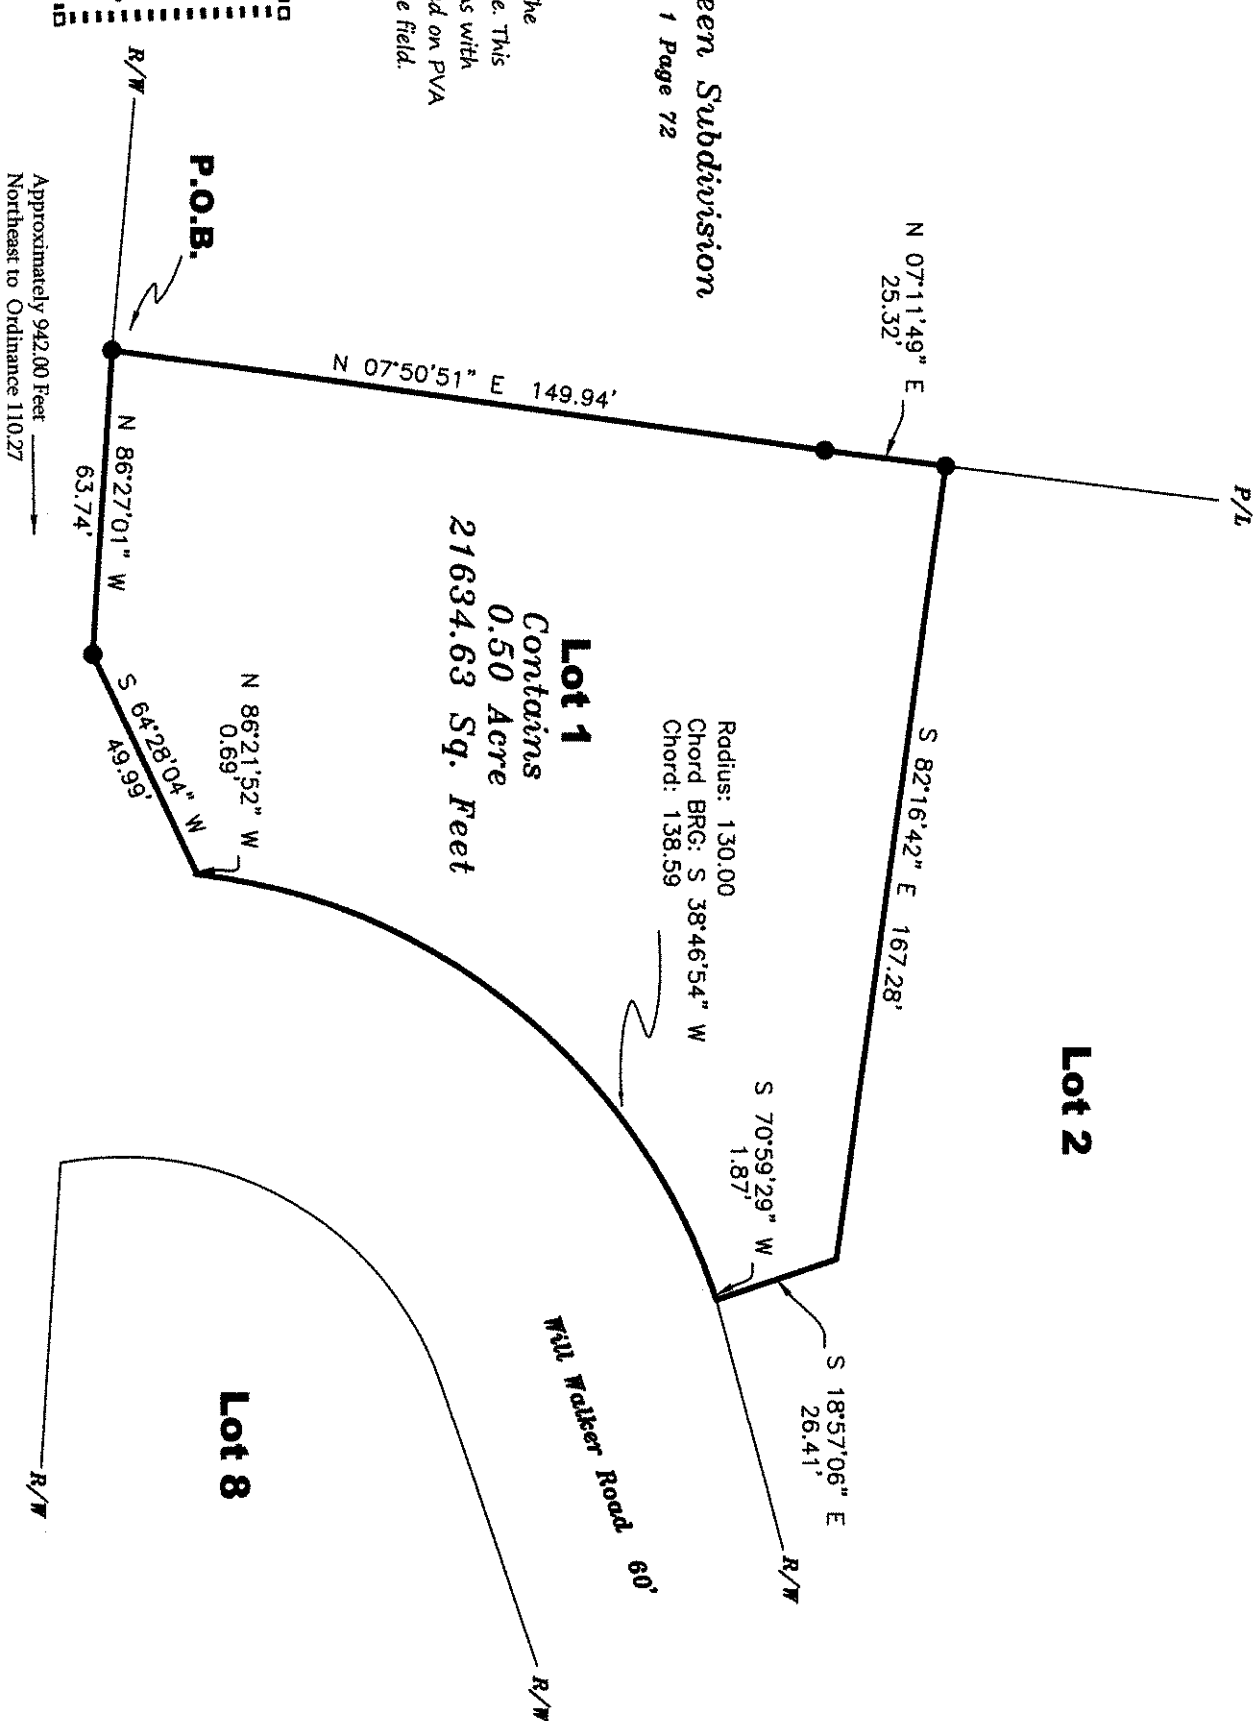 een Subdivision
1 Page 72
the
e. This
s with
d on PVA
e field.
R/W
P.O.B.
Approximately 942.00 Feet
Northeast to Ordinance 110.27
N 07°11'49" E
25.32'
P/L
N 07°50'51" E 149.94'
N 86°27'01" W
63.74'
S 64°28'04" W
49.99'
N 86°21'52" W
0.69'
Lot 1
Contains
0.50 Acre
21634.63 Sq. Feet
Radius: 130.00
Chord BRG: S 38°46'54" W
Chord: 138.59
S 82°16'42" E 167.28'
Lot 2
S 70°59'29" W
1.87'
S 18°57'06" E
26.41'
Will Walker Road 60'
R/W
Lot 8
R/W
R/W